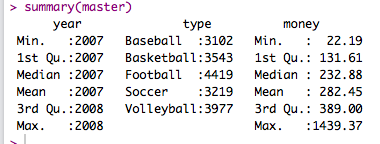 > summary(master)
      year            type          money
 Min.   :2007   Baseball  :3102   Min.   :  22.19
 1st Qu.:2007   Basketball:3543   1st Qu.: 131.61
 Median :2007   Football  :4419   Median : 232.88
 Mean   :2007   Soccer    :3219   Mean   : 282.45
 3rd Qu.:2008   Volleyball:3977   3rd Qu.: 389.00
 Max.   :2008                     Max.   :1439.37
>